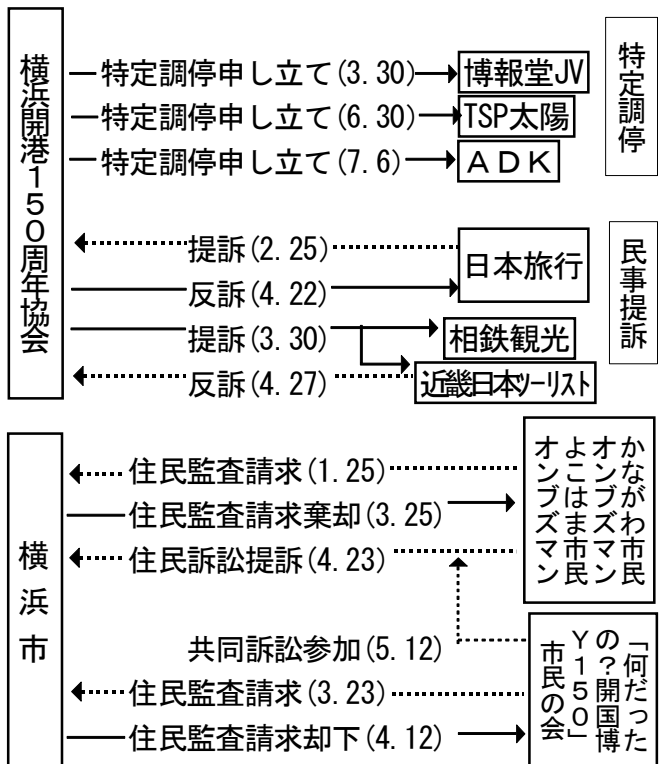 横浜開港150周年協会
特定調停申し立て(3.30)
博報堂JV
特定調停申し立て(6.30)
TSP太陽
特定調停申し立て(7.6)
ADK
特定調停
提訴(2.25)
日本旅行
反訴(4.22)
提訴(3.30)
相鉄観光
反訴(4.27)
近畿日本ツーリスト
民事提訴
横浜市
住民監査請求(1.25)
住民監査請求棄却(3.25)
住民訴訟提訴(4.23)
かながわ市民
オンブズマン
よこはま市民
オンブズマン
共同訴訟参加(5.12)
住民監査請求(3.23)
住民監査請求却下(4.12)
「何だった
の?開国博
Y150」
市民の会